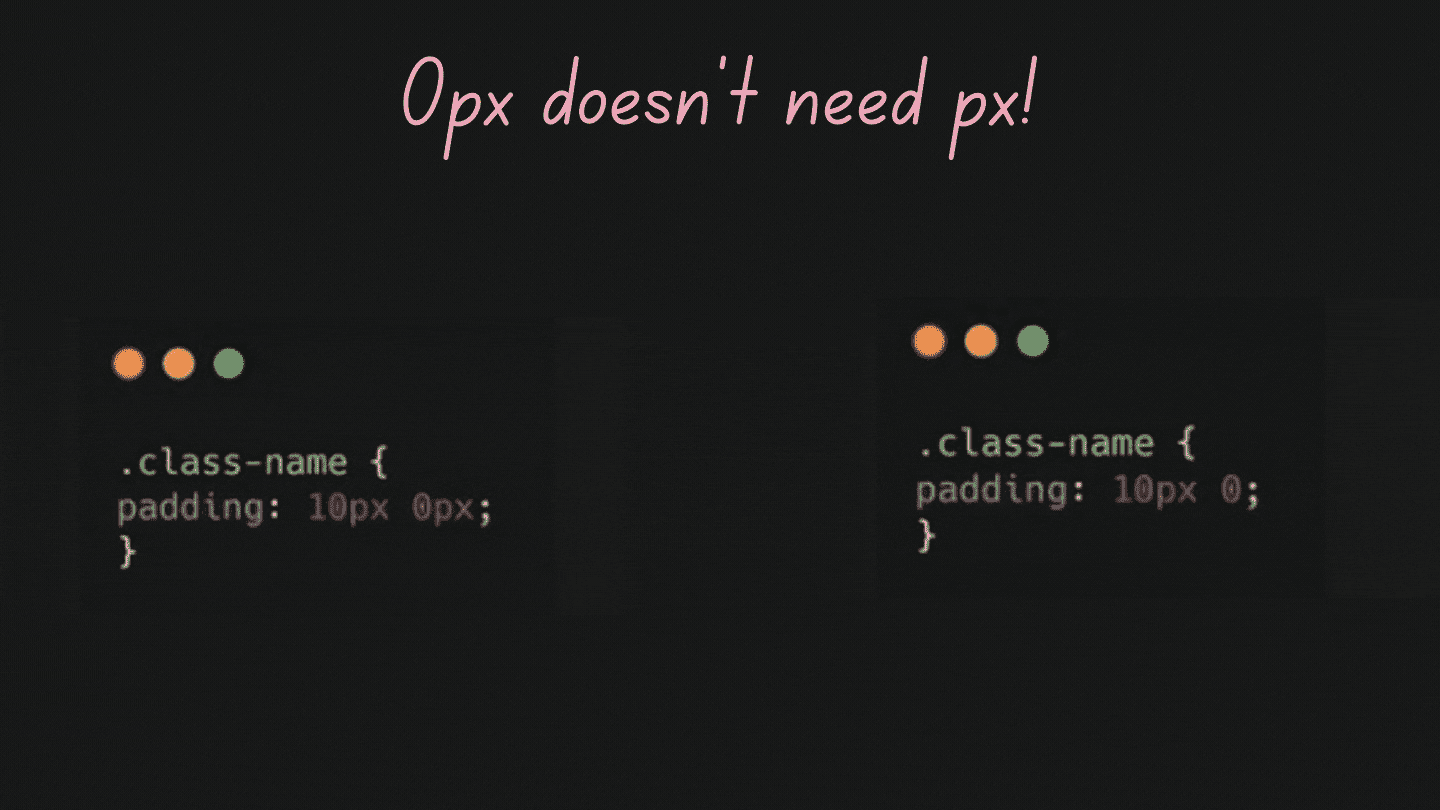 0px doesn't need px!
.class-name {
padding: 10px 0px;
}
.class-name {
padding: 10px 0;
}